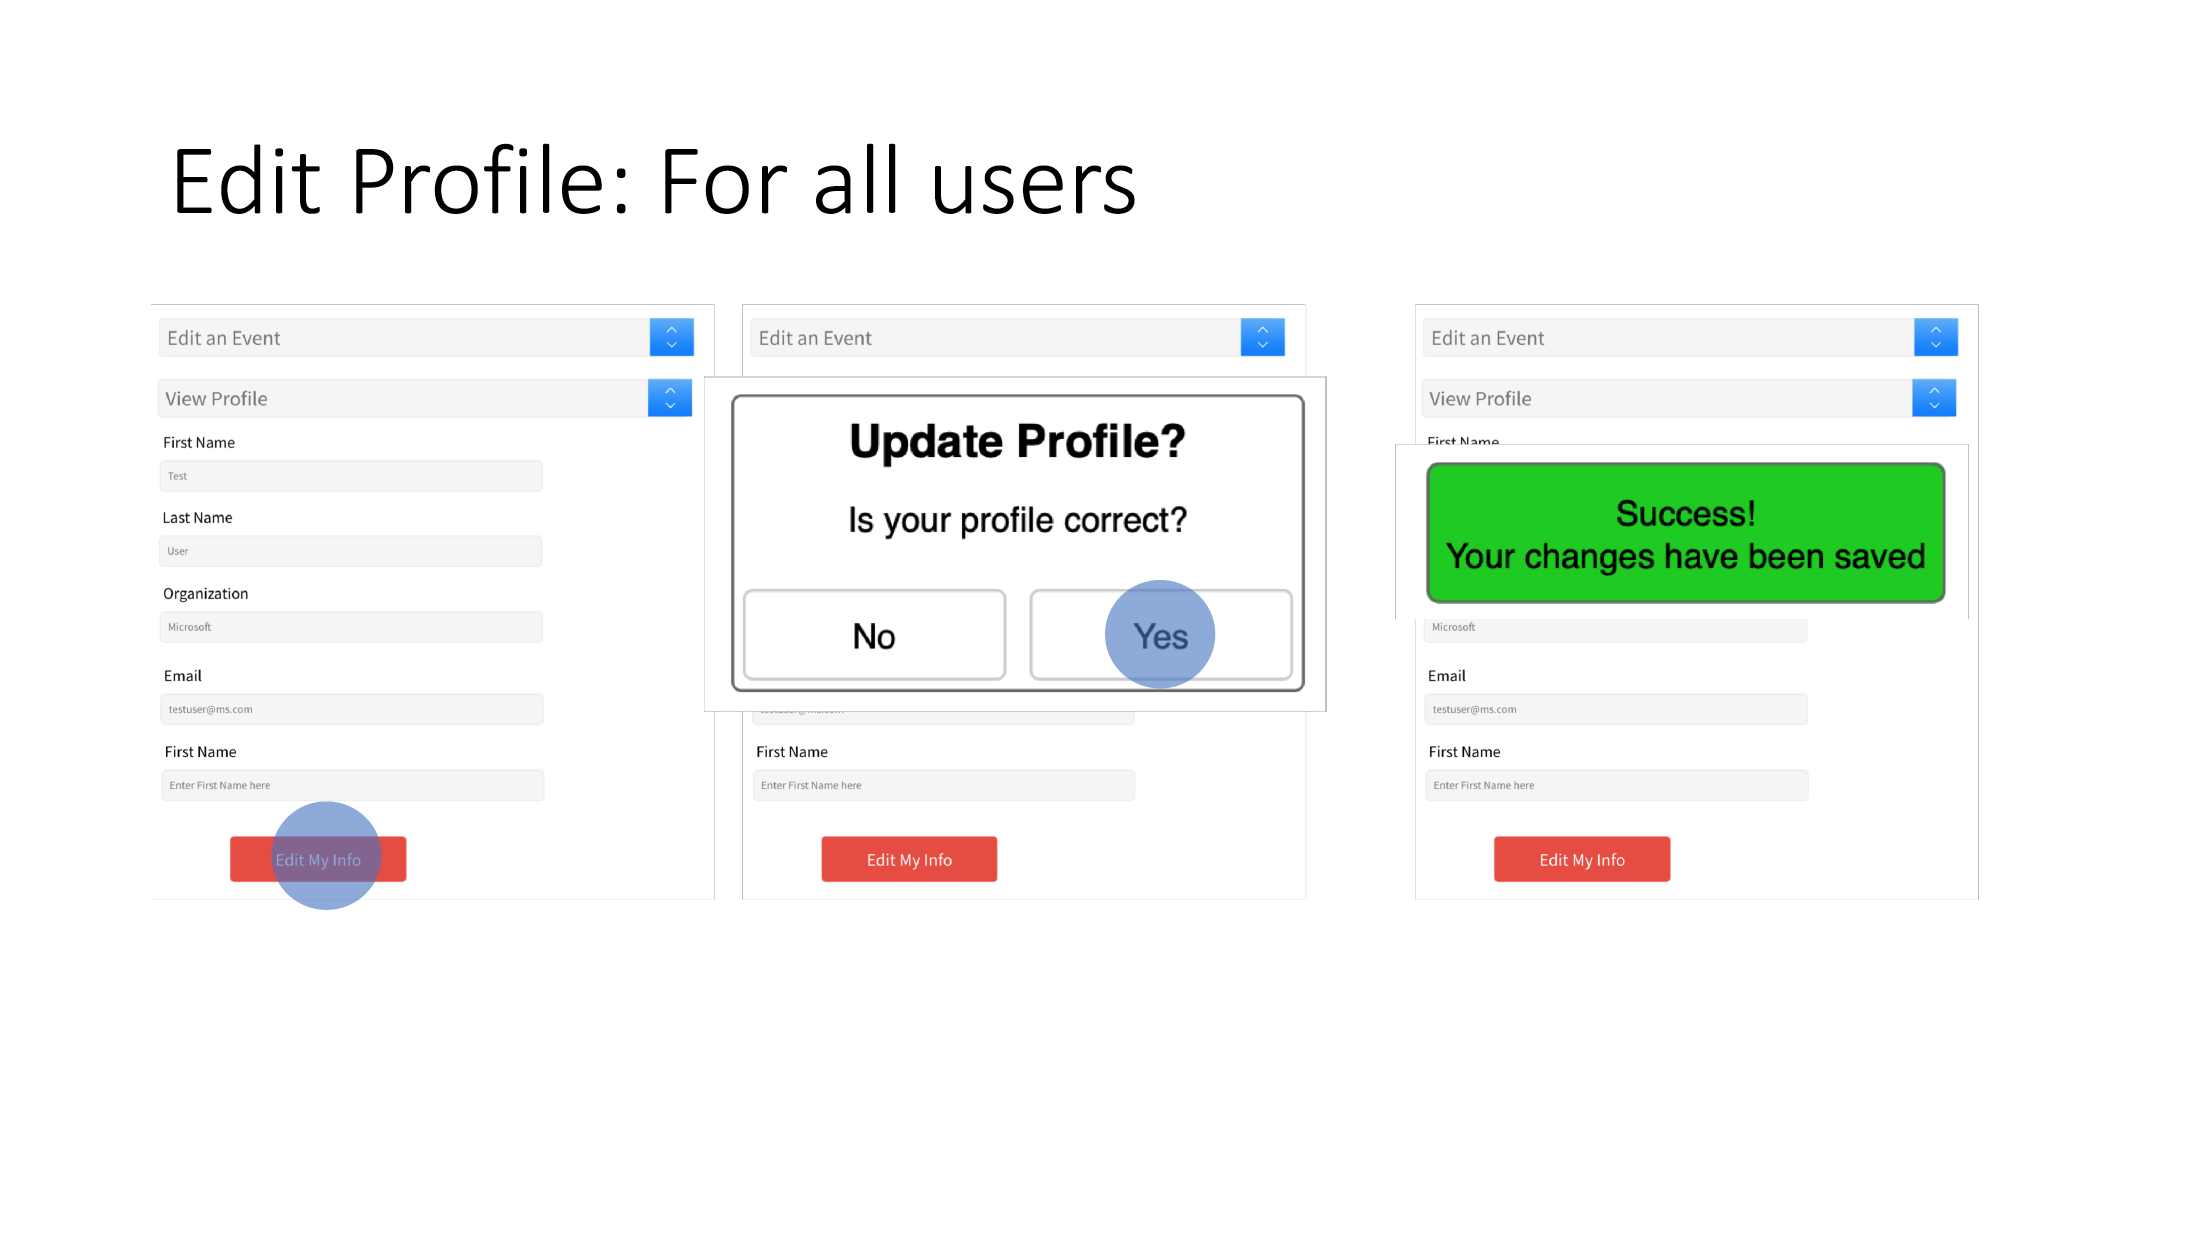 Edit Profile: For all users
Edit an Event
View Profile
First Name
Test
Last Name
User
Organization
Microsoft
Email
testuser@ms.com
First Name
Enter First Name here
Edit My Info
Edit an Event
Update Profile?
Is your profile correct?
No
Yes
First Name
Enter First Name here
Edit My Info
Edit an Event
View Profile
First Name
Success!
Your changes have been saved
Microsoft
Email
testuser@ms.com
First Name
Enter First Name here
Edit My Info